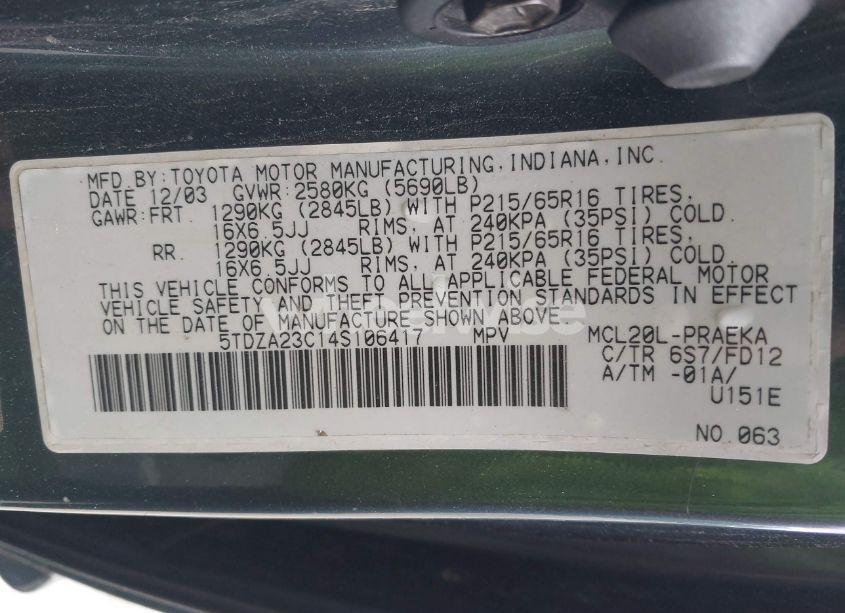 MFD.BY:TOYOTA MOTOR MANUFACTURING,INDIANA,INC.
DATE 12/03 GVWR:2580KG (5690LB)
GAWR:FRT. 1290KG (2845LB) WITH P215/65R16 TIRES.
16X6.5JJ RIMS, AT 240KPA (35PSI) COLD.
RR. 1290KG (2845LB) WITH P215/65R16 TIRES.
16X6.5JJ RIMS, AT 240KPA (35PSI) COLD.
THIS VEHICLE CONFORMS TO ALL APPLICABLE FEDERAL MOTOR
VEHICLE SAFETY AND THEFT PREVENTION STANDARDS IN EFFECT
ON THE DATE OF MANUFACTURE SHOWN ABOVE.
5TDZA23C14S106417 MPV MCL20L-PRAEKA
C/TR 6S7/FD12
A/TM -01A/
U151E
NO.063